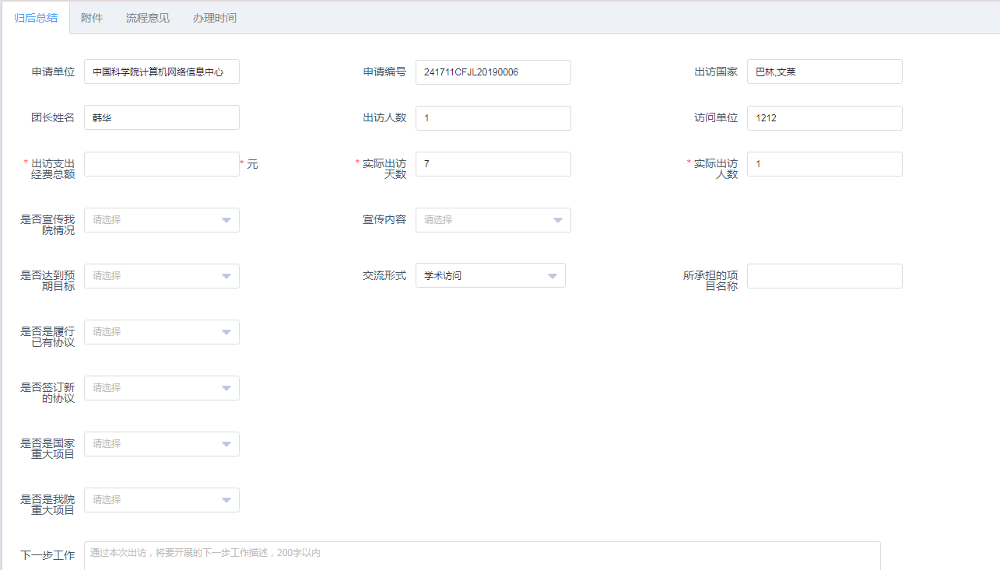 归后总结 附件 流程意见 办理时间
申请单位 中国科学院计算机网络信息中心 申请编号 241711CFJL20190006 出访国家 巴林,文莱
团长姓名 韩华 出访人数 1 访问单位 1212
* 出访支出
经费总额
* 元
* 实际出访
天数
7
* 实际出访
人数
1
是否宣传我
院情况
请选择
宣传内容 请选择
是否达到预
期目标
请选择
交流形式 学术访问
所承担的项
目名称
是否是履行
已有协议
请选择
是否签订新
的协议
请选择
是否是国家
重大项目
请选择
是否是我院
重大项目
请选择
下一步工作 通过本次出访，将要开展的下一步工作描述，200字以内